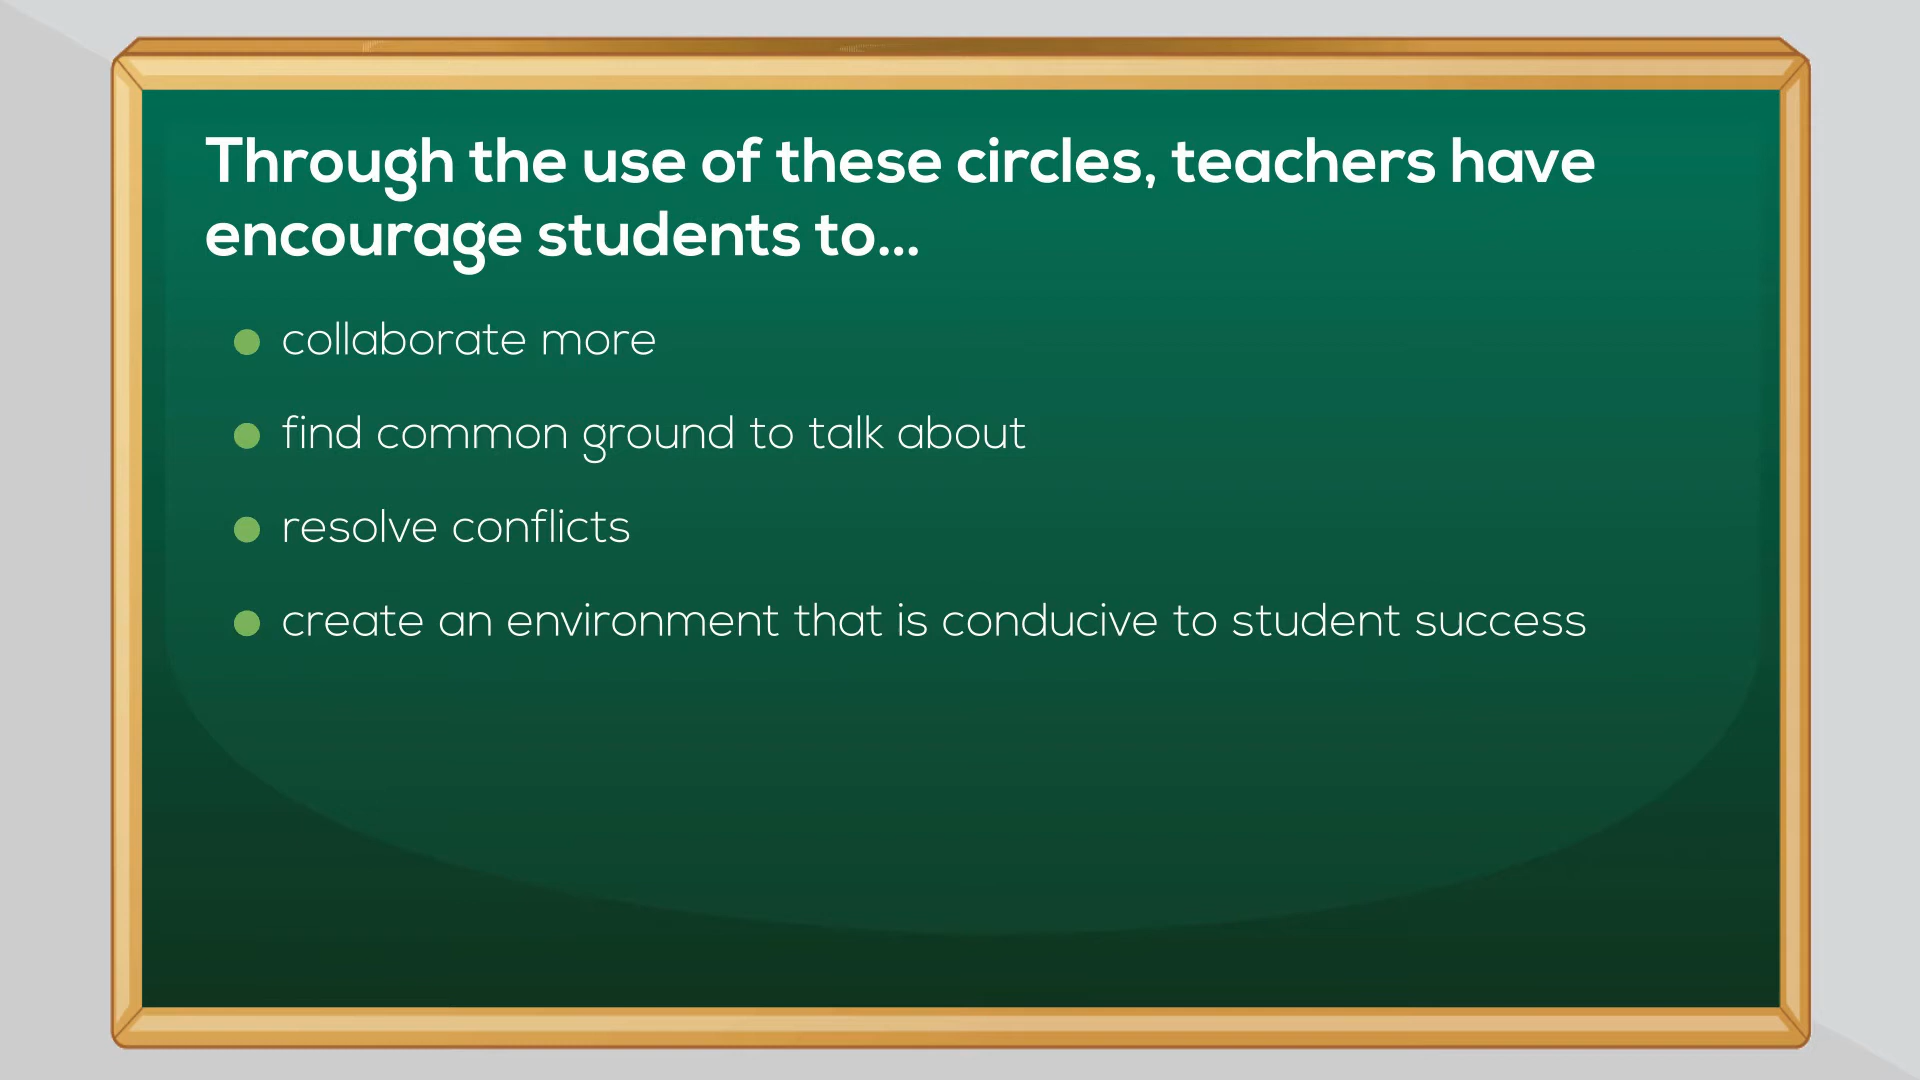 Through the use of these circles, teachers have
encourage students to...
collaborate more
find common ground to talk about
resolve conflicts
create an environment that is conducive to student success